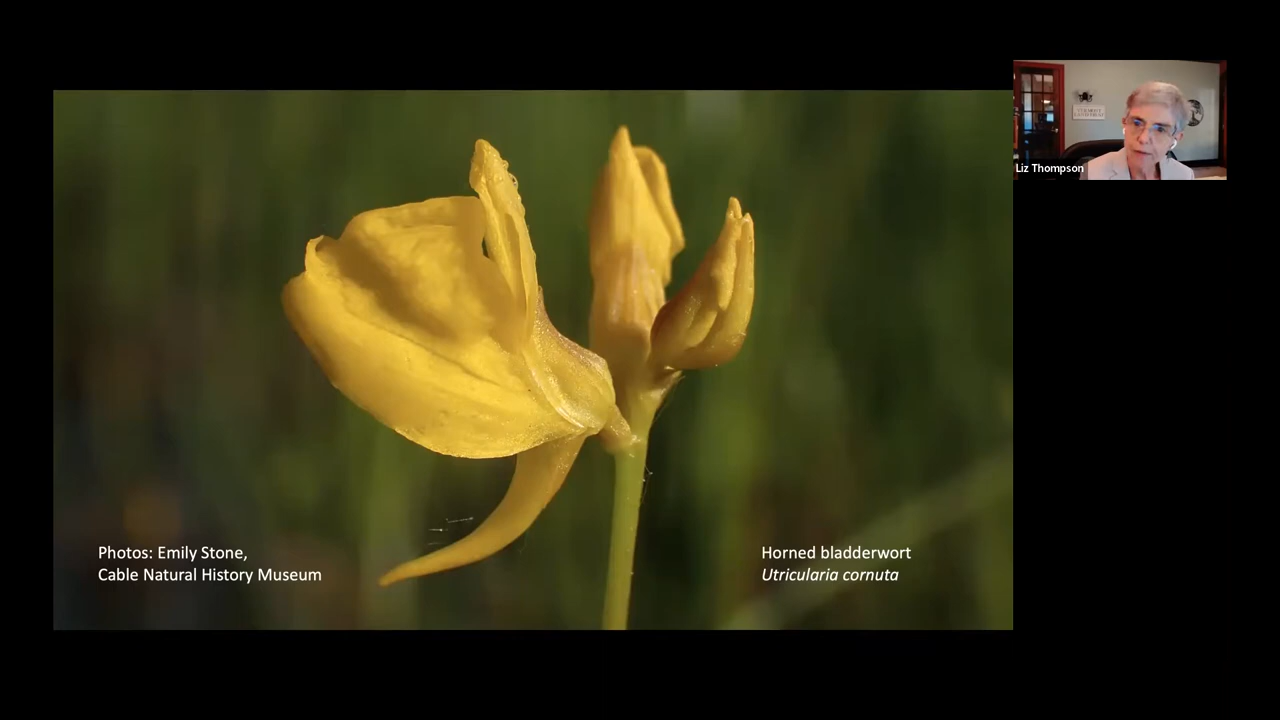 Liz Thompson
Photos: Emily Stone,
Cable Natural History Museum
Horned bladderwort
Utricularia cornuta